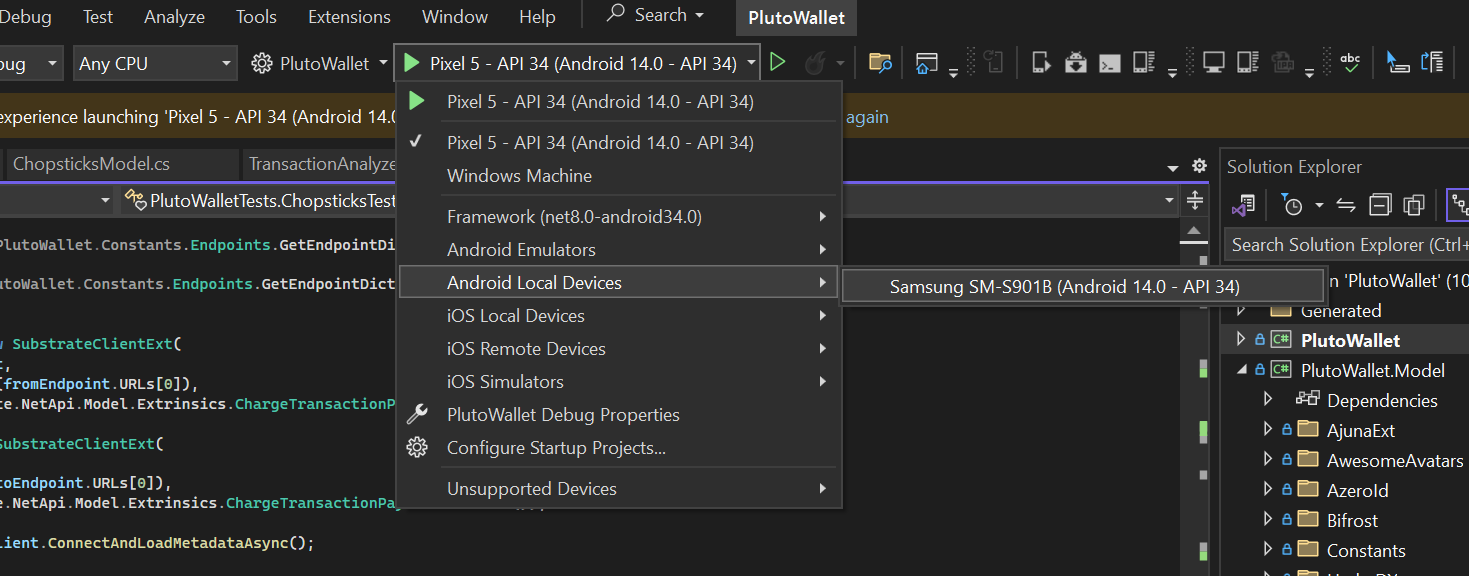 Debug Test Analyze Tools Extensions Window Help Search PlutoWallet
bug Any CPU PlutoWallet Pixel 5 - API 34 (Android 14.0 - API 34)
experience launching 'Pixel 5 - API 34 (Android 14.0 again
Pixel 5 - API 34 (Android 14.0 - API 34)
Pixel 5 - API 34 (Android 14.0 - API 34)
Windows Machine
Framework (net8.0-android34.0)
Android Emulators
Android Local Devices
Samsung SM-S901B (Android 14.0 - API 34)
iOS Local Devices
iOS Remote Devices
iOS Simulators
PlutoWallet Debug Properties
Configure Startup Projects...
Unsupported Devices
ChopsticksModel.cs TransactionAnalyze
PlutoWalletTests.ChopsticksTest
PlutoWallet.Constants.Endpoints.GetEndpointDi
utoWallet.Constants.Endpoints.GetEndpointDict
w SubstrateClientExt(
t,
(fromEndpoint.URLs[0]),
te.NetApi.Model.Extrinsics.ChargeTransactionP
SubstrateClientExt(
toEndpoint.URLs[0]),
e.NetApi.Model.Extrinsics.ChargeTransactionPay
lient.ConnectAndLoadMetadataAsync();
Solution Explorer
Search Solution Explorer (Ctrl+
n 'PlutoWallet' (10
Generated
PlutoWallet
PlutoWallet.Model
Dependencies
AjunaExt
AwesomeAvatars
AzeroId
Bifrost
Constants
abc
C#
C#